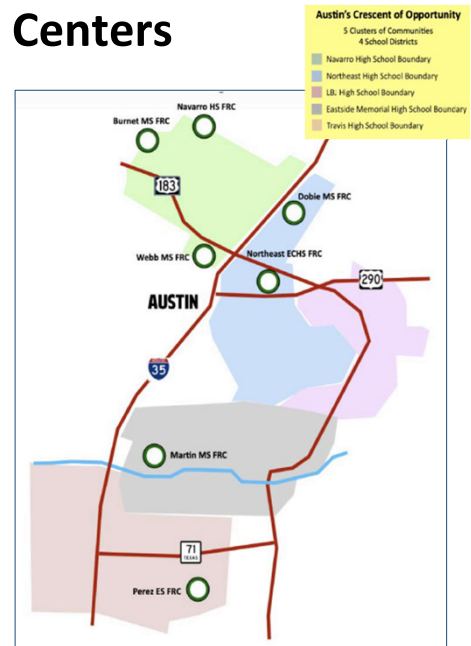 Centers
Austin's Crescent of Opportunity
5 Clusters of Communities
4 School Districts
Navarro High School Boundary
Northeast High School Boundary
LBJ High School Boundary
Eastside Memorial High School Boundary
Travis High School Boundary
Navarro HS FRC
Burnet MS FRC
183
Dobie MS FRC
Webb MS FRC
Northeast ECHS FRC
290
AUSTIN
35
Martin MS FRC
71
TEXAS
Perez ES FRC